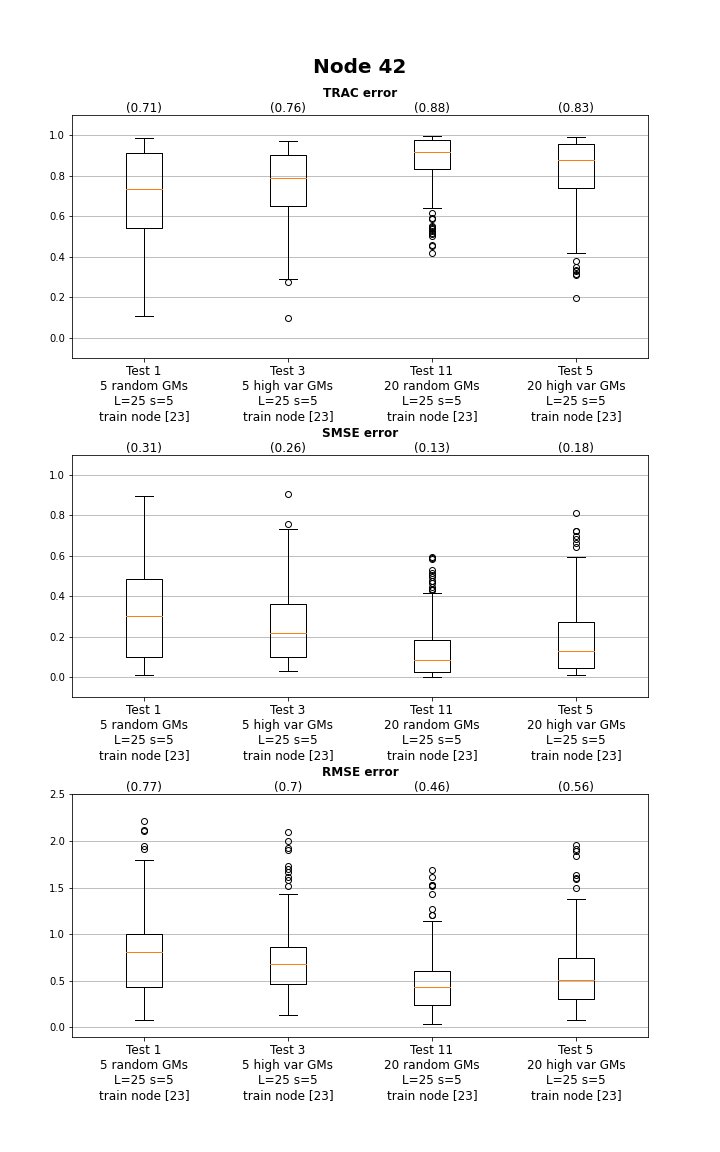 Node 42
TRAC error
(0.71) (0.76) (0.88) (0.83)
1.0
0.8
0.6
0.4
0.2
0.0
Test 1 Test 3 Test 11 Test 5
5 random GMs 5 high var GMs 20 random GMs 20 high var GMs
L=25 s=5 L=25 s=5 L=25 s=5 L=25 s=5
train node [23] train node [23] train node [23] train node [23]
SMSE error
(0.31) (0.26) (0.13) (0.18)
1.0
0.8
0.6
0.4
0.2
0.0
Test 1 Test 3 Test 11 Test 5
5 random GMs 5 high var GMs 20 random GMs 20 high var GMs
L=25 s=5 L=25 s=5 L=25 s=5 L=25 s=5
train node [23] train node [23] train node [23] train node [23]
RMSE error
(0.77) (0.7) (0.46) (0.56)
2.5
2.0
1.5
1.0
0.5
0.0
Test 1 Test 3 Test 11 Test 5
5 random GMs 5 high var GMs 20 random GMs 20 high var GMs
L=25 s=5 L=25 s=5 L=25 s=5 L=25 s=5
train node [23] train node [23] train node [23] train node [23]